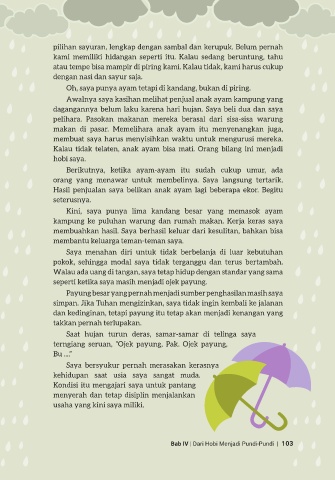 pilihan sayuran, lengkap dengan sambal dan kerupuk. Belum pernah
kami memiliki hidangan seperti itu. Kalau sedang beruntung, tahu
atau tempe bisa mampir di piring kami. Kalau tidak, kami harus cukup
dengan nasi dan sayur saja.
Oh, saya punya ayam tetapi di kandang, bukan di piring.
Awalnya saya kasihan melihat penjual anak ayam kampung yang
dagangannya belum laku karena hari hujan. Saya beli dua dan saya
pelihara. Pasokan makanan mereka berasal dari sisa-sisa warung
makan di pasar. Memelihara anak ayam itu menyenangkan juga,
membuat saya harus menyisihkan waktu untuk mengurusi mereka.
Kalau tidak telaten, anak ayam bisa mati. Orang bilang ini menjadi
hobi saya.
Berikutnya, ketika ayam-ayam itu sudah cukup umur, ada
orang yang menawar untuk membelinya. Saya langsung tertarik.
Hasil penjualan saya belikan anak ayam lagi beberapa ekor. Begitu
seterusnya.
Kini, saya punya lima kandang besar yang memasok ayam
kampung ke puluhan warung dan rumah makan. Kerja keras saya
membuahkan hasil. Saya berhasil keluar dari kesulitan, bahkan bisa
membantu keluarga teman-teman saya.
Saya menahan diri untuk tidak berbelanja di luar kebutuhan
pokok, sehingga modal saya tidak terganggu dan terus bertambah.
Walau ada uang di tangan, saya tetap hidup dengan standar yang sama
seperti ketika saya masih menjadi ojek payung.
Payung besar yang pernah menjadi sumber penghasilan masih saya
simpan. Jika Tuhan mengizinkan, saya tidak ingin kembali ke jalanan
dan kedinginan, tetapi payung itu tetap akan menjadi kenangan yang
takkan pernah terlupakan.
Saat hujan turun deras, samar-samar di telinga saya
terngiang seruan, “Ojek payung, Pak. Ojek payung,
Bu ....”
Saya bersyukur pernah merasakan kerasnya
kehidupan saat usia saya sangat muda.
Kondisi itu mengajari saya untuk pantang
menyerah dan tetap disiplin menjalankan
usaha yang kini saya miliki.
Bab IV | Dari Hobi Menjadi Pundi-Pundi | 103